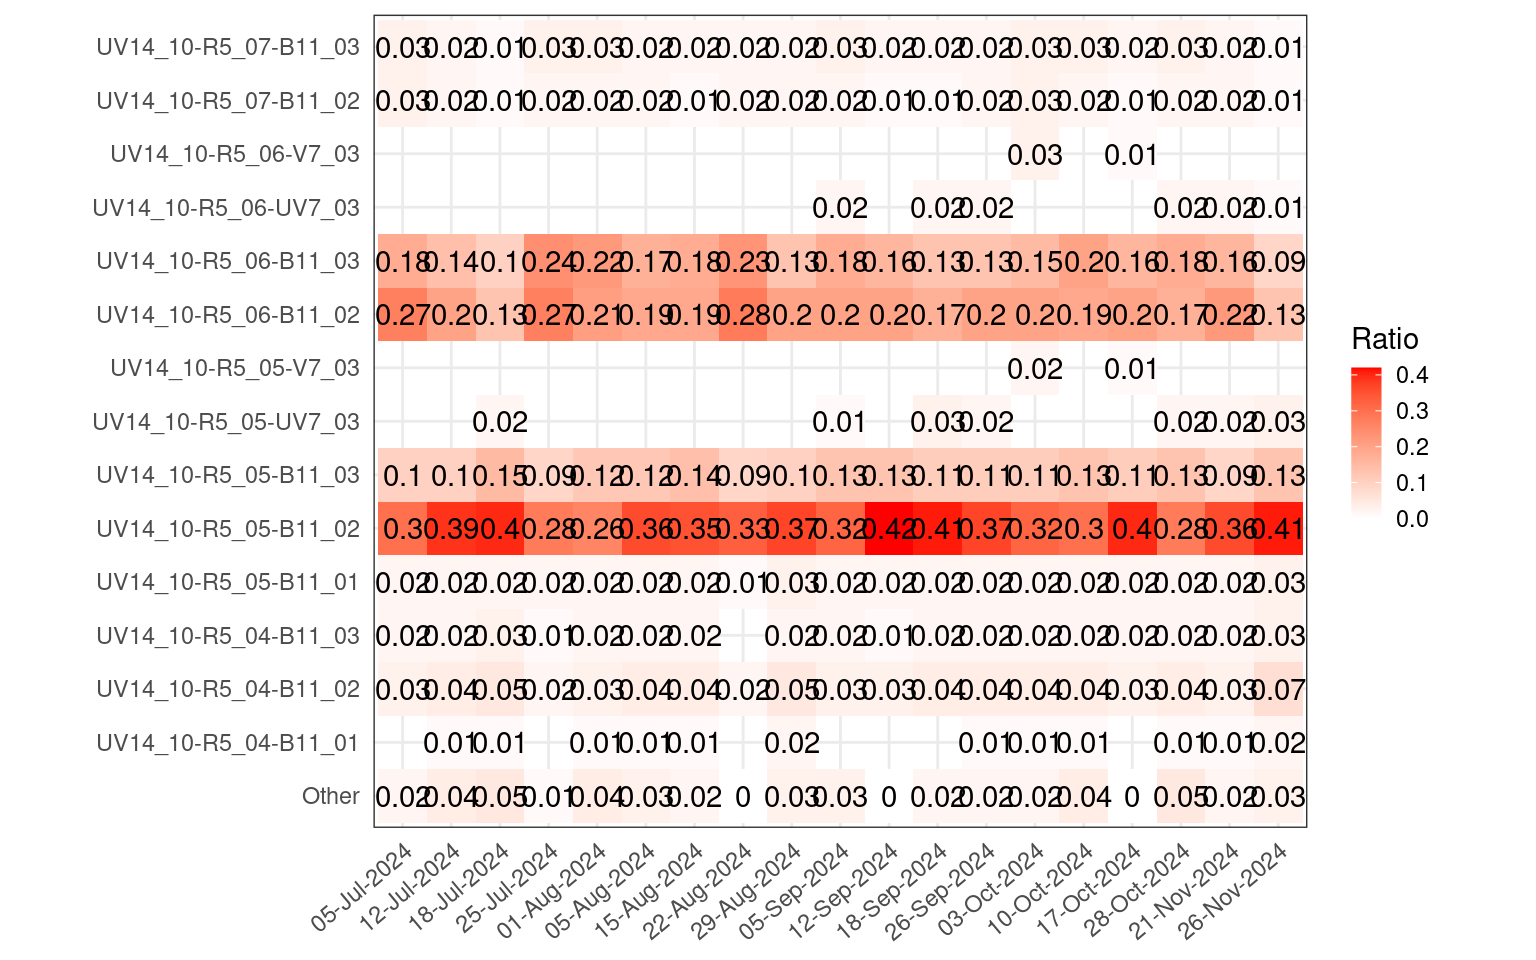 UV14_10-R5_07-B11_03 0.03 0.02 0.01 0.03 0.03 0.02 0.02 0.02 0.02 0.03 0.02 0.02 0.02 0.03 0.03 0.02 0.03 0.02 0.01
UV14_10-R5_07-B11_02 0.03 0.02 0.01 0.02 0.02 0.02 0.01 0.02 0.02 0.02 0.01 0.01 0.02 0.03 0.02 0.01 0.02 0.02 0.01
UV14_10-R5_06-V7_03 0.03 0.01
UV14_10-R5_06-UV7_03 0.02 0.02 0.02 0.02 0.02 0.01
UV14_10-R5_06-B11_03 0.18 0.14 0.1 0.24 0.22 0.17 0.18 0.23 0.13 0.18 0.16 0.13 0.13 0.15 0.2 0.16 0.18 0.16 0.09
UV14_10-R5_06-B11_02 0.27 0.2 0.13 0.27 0.21 0.19 0.19 0.28 0.2 0.2 0.2 0.17 0.2 0.2 0.19 0.2 0.17 0.22 0.13
UV14_10-R5_05-V7_03 0.02 0.01
UV14_10-R5_05-UV7_03 0.02 0.01 0.03 0.02 0.02 0.02 0.03
UV14_10-R5_05-B11_03 0.1 0.1 0.15 0.09 0.12 0.12 0.14 0.09 0.1 0.13 0.13 0.11 0.11 0.11 0.13 0.11 0.13 0.09 0.13
UV14_10-R5_05-B11_02 0.3 0.39 0.4 0.28 0.26 0.36 0.35 0.33 0.37 0.32 0.42 0.41 0.37 0.32 0.3 0.4 0.28 0.36 0.41
UV14_10-R5_05-B11_01 0.02 0.02 0.02 0.02 0.02 0.02 0.02 0.01 0.03 0.02 0.02 0.02 0.02 0.02 0.02 0.02 0.02 0.02 0.03
UV14_10-R5_04-B11_03 0.02 0.02 0.03 0.01 0.02 0.02 0.02 0.02 0.02 0.01 0.02 0.02 0.02 0.02 0.02 0.02 0.02 0.03
UV14_10-R5_04-B11_02 0.03 0.04 0.05 0.02 0.03 0.04 0.04 0.02 0.05 0.03 0.03 0.04 0.04 0.04 0.04 0.03 0.04 0.03 0.07
UV14_10-R5_04-B11_01 0.01 0.01 0.01 0.01 0.01 0.02 0.01 0.01 0.01 0.01 0.01 0.02
Other 0.02 0.04 0.05 0.01 0.04 0.03 0.02 0 0.03 0.03 0 0.02 0.02 0.02 0.04 0 0.05 0.02 0.03
05-Jul-2024
12-Jul-2024
18-Jul-2024
25-Jul-2024
01-Aug-2024
05-Aug-2024
15-Aug-2024
22-Aug-2024
29-Aug-2024
05-Sep-2024
12-Sep-2024
18-Sep-2024
26-Sep-2024
03-Oct-2024
10-Oct-2024
17-Oct-2024
28-Oct-2024
21-Nov-2024
26-Nov-2024
Ratio
0.4
0.3
0.2
0.1
0.0